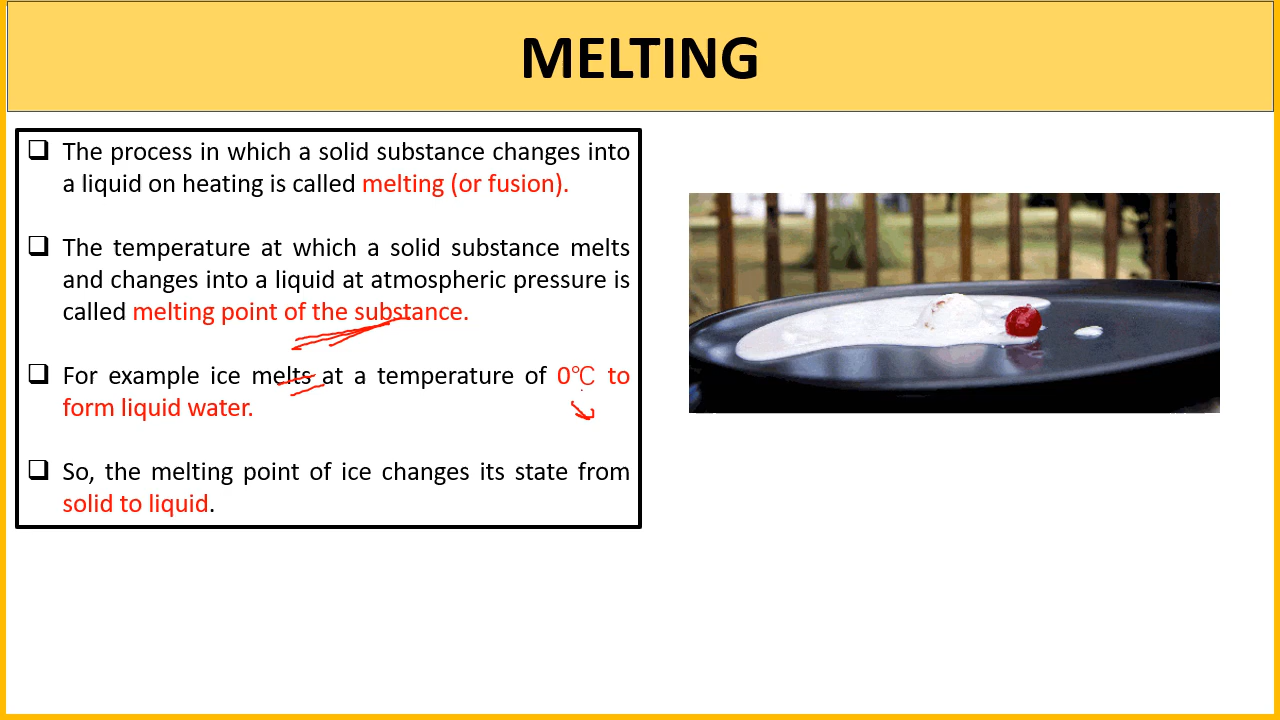 MELTING
The process in which a solid substance changes into
a liquid on heating is called melting (or fusion).
The temperature at which a solid substance melts
and changes into a liquid at atmospheric pressure is
called melting point of the substance.
For example ice melts at a temperature of 0℃ to
form liquid water.
So, the melting point of ice changes its state from
solid to liquid.